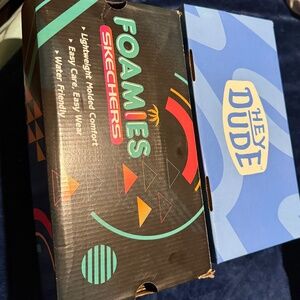 FOAMIES
SKECHERS
▸ Lightweight Molded Comfort
▸ Easy Care, Easy Wear
▸ Water Friendly
HEY
DUDE